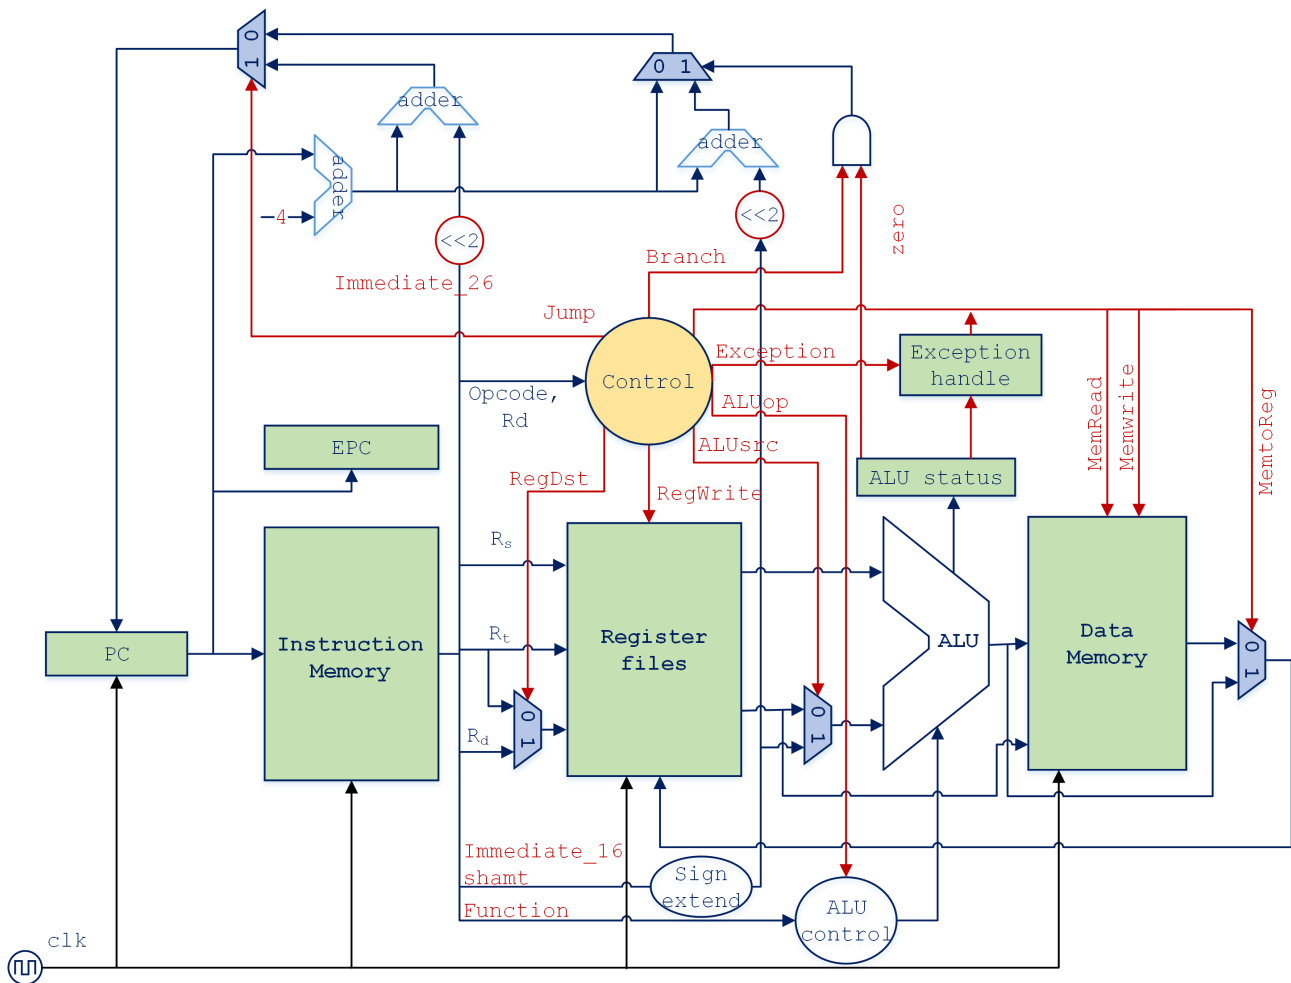 1 0
0 1
adder
adder
adder
4
<<2
<<2
zero
Branch
Immediate_26
Jump
Exception
Exception
handle
Control
Opcode,
Rd
ALUop
MemRead
Memwrite
MemtoReg
EPC
ALUsrc
RegDst
ALU status
RegWrite
Rs
Instruction
Memory
Rt
Register
files
ALU
Data
Memory
PC
0 1
Rd
0 1
0 1
Immediate_16
shamt
Sign
extend
Function
ALU
control
clk